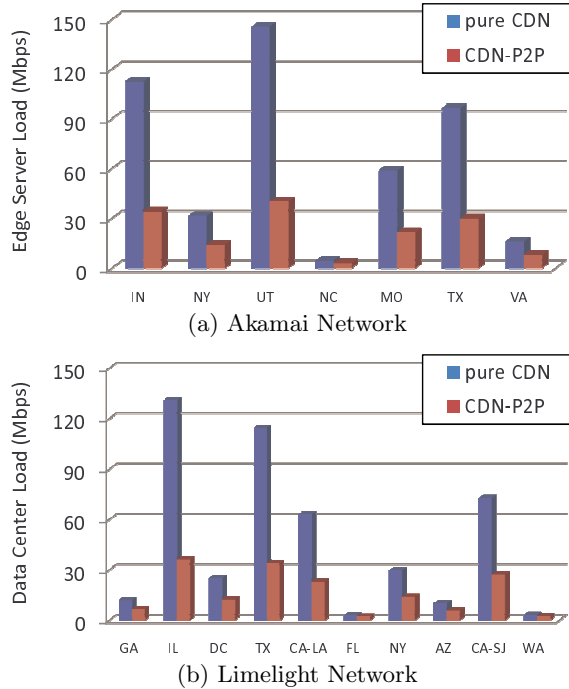 150
120
90
60
30
0
Edge Server Load (Mbps)
pure CDN
CDN-P2P
IN NY UT NC MO TX VA
(a) Akamai Network
150
120
90
60
30
0
Data Center Load (Mbps)
pure CDN
CDN-P2P
GA IL DC TX CA-LA FL NY AZ CA-SJ WA
(b) Limelight Network